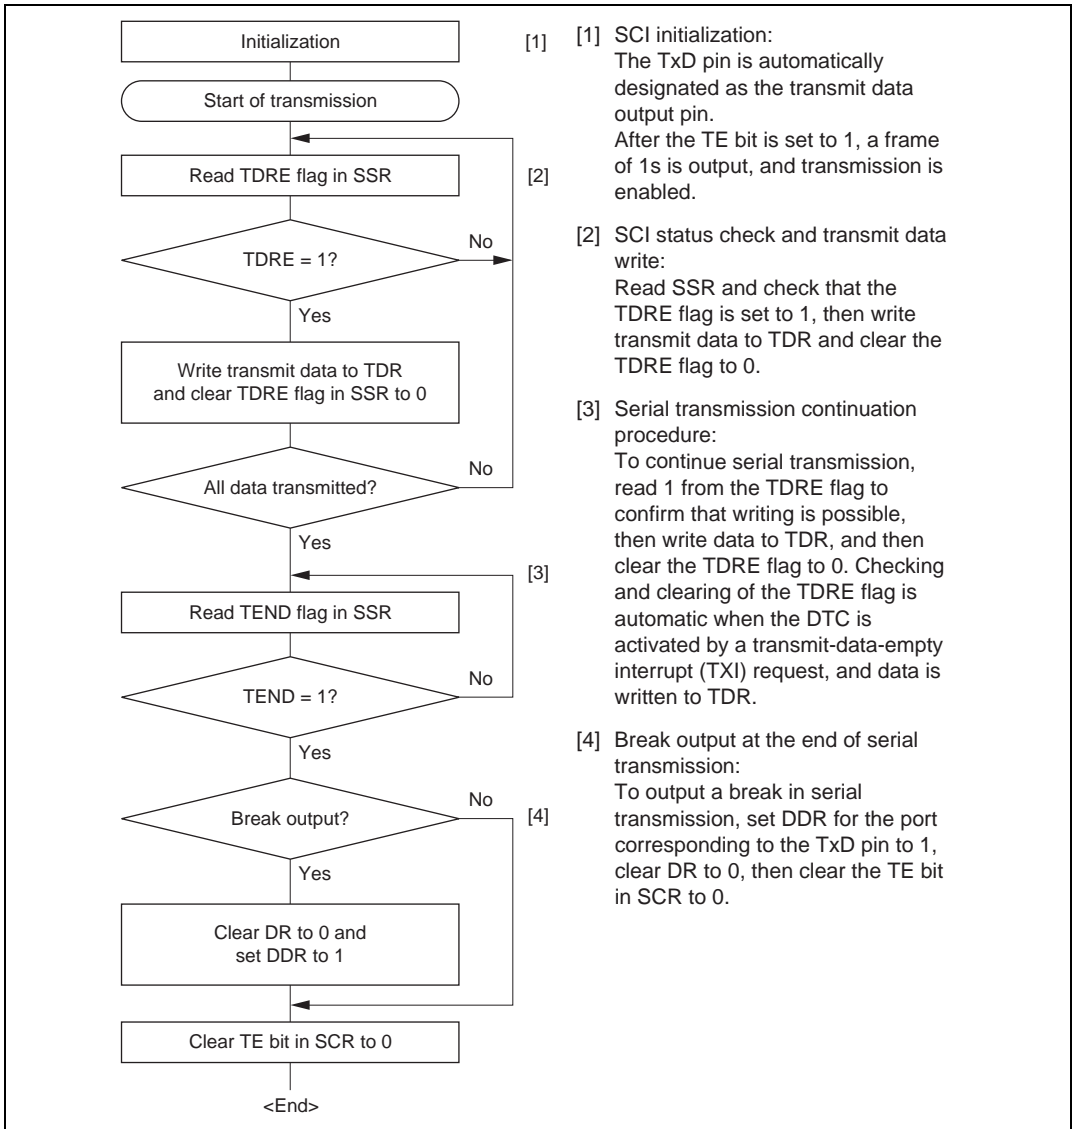 Initialization
[1]
Start of transmission
Read TDRE flag in SSR
[2]
No
TDRE = 1?
Yes
Write transmit data to TDR
and clear TDRE flag in SSR to 0
No
All data transmitted?
Yes
[3]
Read TEND flag in SSR
No
TEND = 1?
Yes
No
Break output?
[4]
Yes
Clear DR to 0 and
set DDR to 1
Clear TE bit in SCR to 0
<End>
[1] SCI initialization:
The TxD pin is automatically
designated as the transmit data
output pin.
After the TE bit is set to 1, a frame
of 1s is output, and transmission is
enabled.
[2] SCI status check and transmit data
write:
Read SSR and check that the
TDRE flag is set to 1, then write
transmit data to TDR and clear the
TDRE flag to 0.
[3] Serial transmission continuation
procedure:
To continue serial transmission,
read 1 from the TDRE flag to
confirm that writing is possible,
then write data to TDR, and then
clear the TDRE flag to 0. Checking
and clearing of the TDRE flag is
automatic when the DTC is
activated by a transmit-data-empty
interrupt (TXI) request, and data is
written to TDR.
[4] Break output at the end of serial
transmission:
To output a break in serial
transmission, set DDR for the port
corresponding to the TxD pin to 1,
clear DR to 0, then clear the TE bit
in SCR to 0.